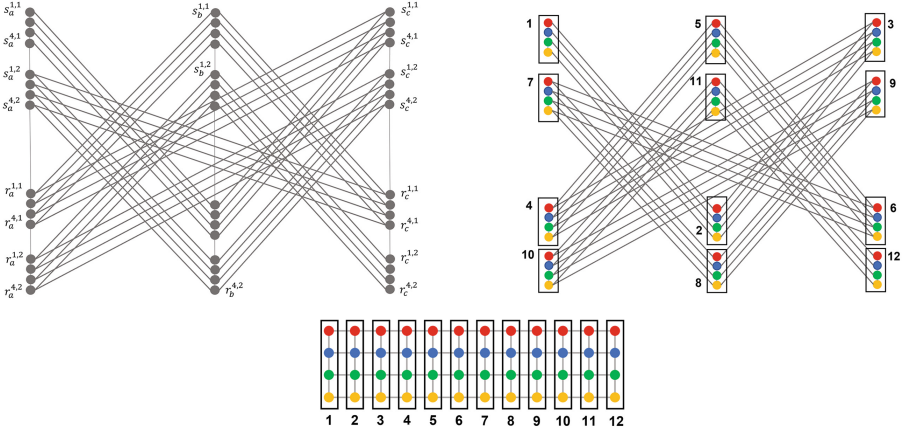 s_a^{1,1} s_b^{1,1} s_c^{1,1}
s_a^{4,1} s_c^{4,1}
s_a^{1,2} s_b^{1,2} s_c^{1,2}
s_a^{4,2} s_c^{4,2}
r_a^{1,1} r_c^{1,1}
r_a^{4,1} r_c^{4,1}
r_a^{1,2} r_c^{1,2}
r_a^{4,2} r_b^{4,2} r_c^{4,2}
1 5 3
7 11 9
4 2 6
10 8 12
1 2 3 4 5 6 7 8 9 10 11 12